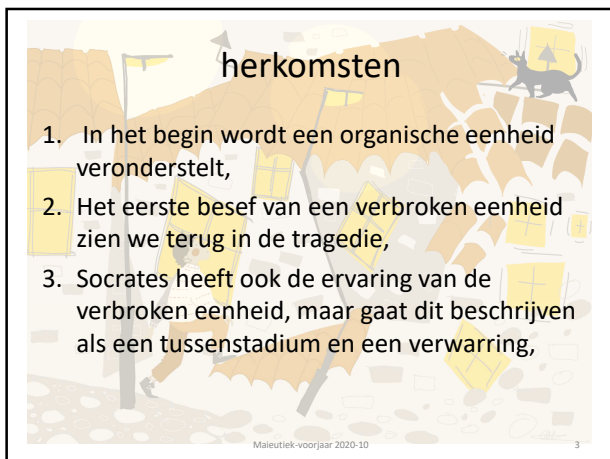 herkomsten
1. In het begin wordt een organische eenheid
veronderstelt,
2. Het eerste besef van een verbroken eenheid
zien we terug in de tragedie,
3. Socrates heeft ook de ervaring van de
verbroken eenheid, maar gaat dit beschrijven
als een tussenstadium en een verwarring,
Maieutiek-voorjaar 2020-10
3